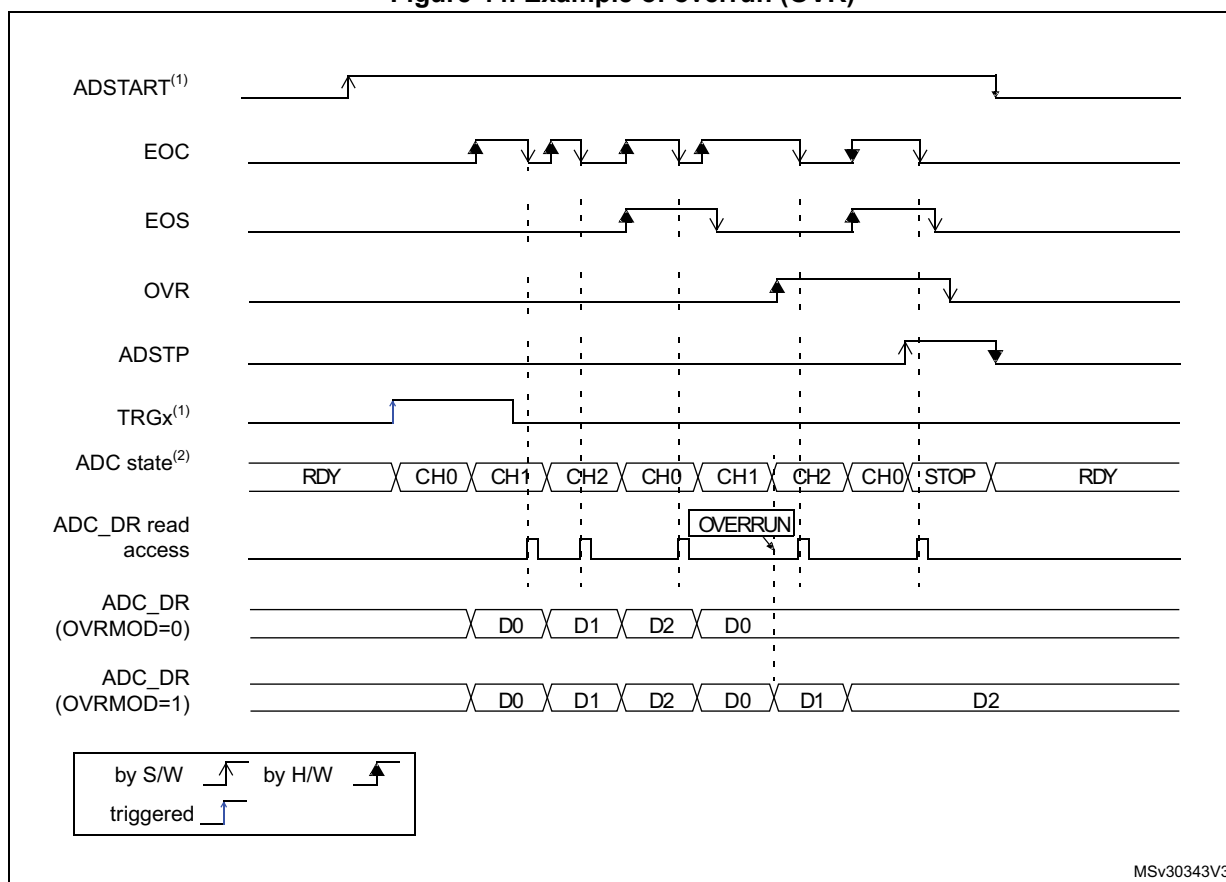 Figure 44. Example of overrun (OVR)
ADSTART(1)
EOC
EOS
OVR
ADSTP
TRGx(1)
ADC state(2)
RDY CH0 CH1 CH2 CH0 CH1 CH2 CH0 STOP RDY
ADC_DR read
access
OVERRUN
ADC_DR
(OVRMOD=0)
D0 D1 D2 D0
ADC_DR
(OVRMOD=1)
D0 D1 D2 D0 D1 D2
by S/W by H/W
triggered
MSv30343V3